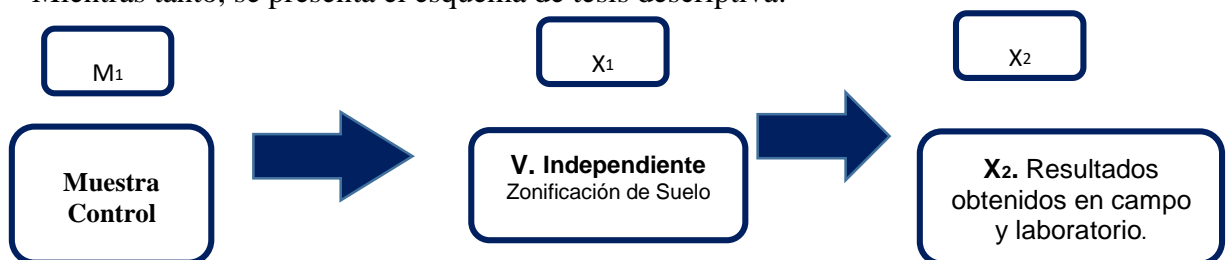 Mientras tanto, se presenta el esquema de tesis descriptiva.
M1
X1
X2
Muestra
Control
V. Independiente
Zonificación de Suelo
X2. Resultados
obtenidos en campo
y laboratorio.